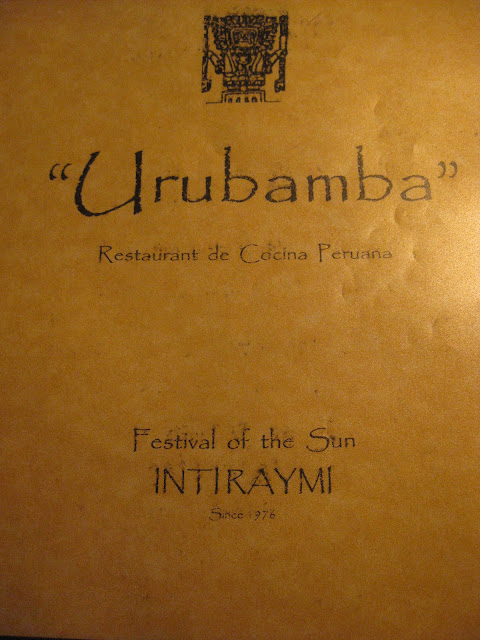 “Urubamba”
Restaurant de Cocina Peruana
Festival of the Sun
INTIRAYMI
Since 1976